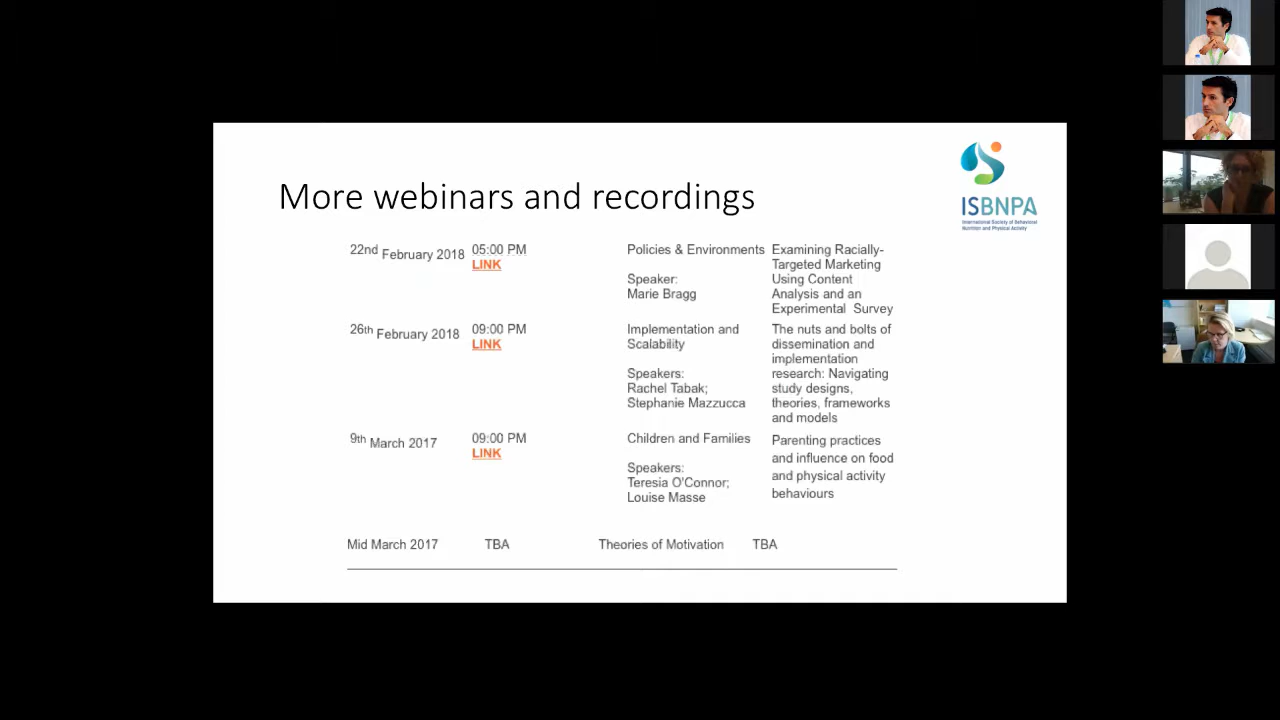 More webinars and recordings
ISBNPA
International Society of Behavioral
Nutrition and Physical Activity
22nd February 2018 05:00 PM
LINK
Policies & Environments
Speaker:
Marie Bragg
Examining Racially-
Targeted Marketing
Using Content
Analysis and an
Experimental Survey
26th February 2018 09:00 PM
LINK
Implementation and
Scalability
Speakers:
Rachel Tabak;
Stephanie Mazzucca
The nuts and bolts of
dissemination and
implementation
research: Navigating
study designs,
theories, frameworks
and models
9th March 2017 09:00 PM
LINK
Children and Families
Speakers:
Teresia O'Connor;
Louise Masse
Parenting practices
and influence on food
and physical activity
behaviours
Mid March 2017 TBA Theories of Motivation TBA